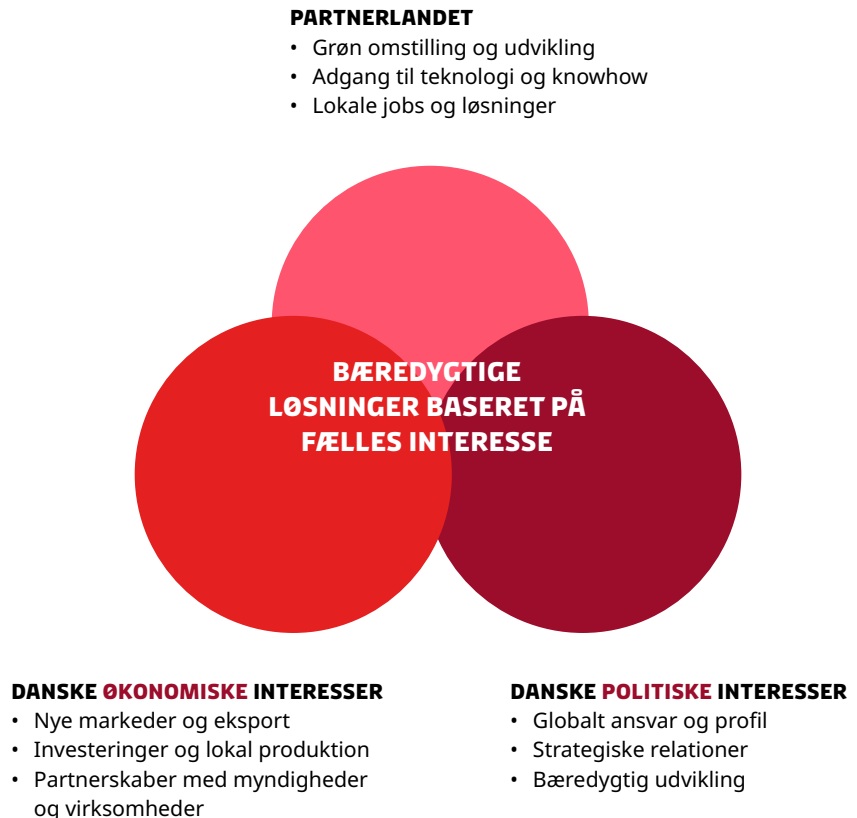 PARTNERLANDET
• Grøn omstilling og udvikling
• Adgang til teknologi og knowhow
• Lokale jobs og løsninger
BÆREDYGTIGE
LØSNINGER BASERET PÅ
FÆLLES INTERESSE
DANSKE ØKONOMISKE INTERESSER
• Nye markeder og eksport
• Investeringer og lokal produktion
• Partnerskaber med myndigheder
og virksomheder
DANSKE POLITISKE INTERESSER
• Globalt ansvar og profil
• Strategiske relationer
• Bæredygtig udvikling